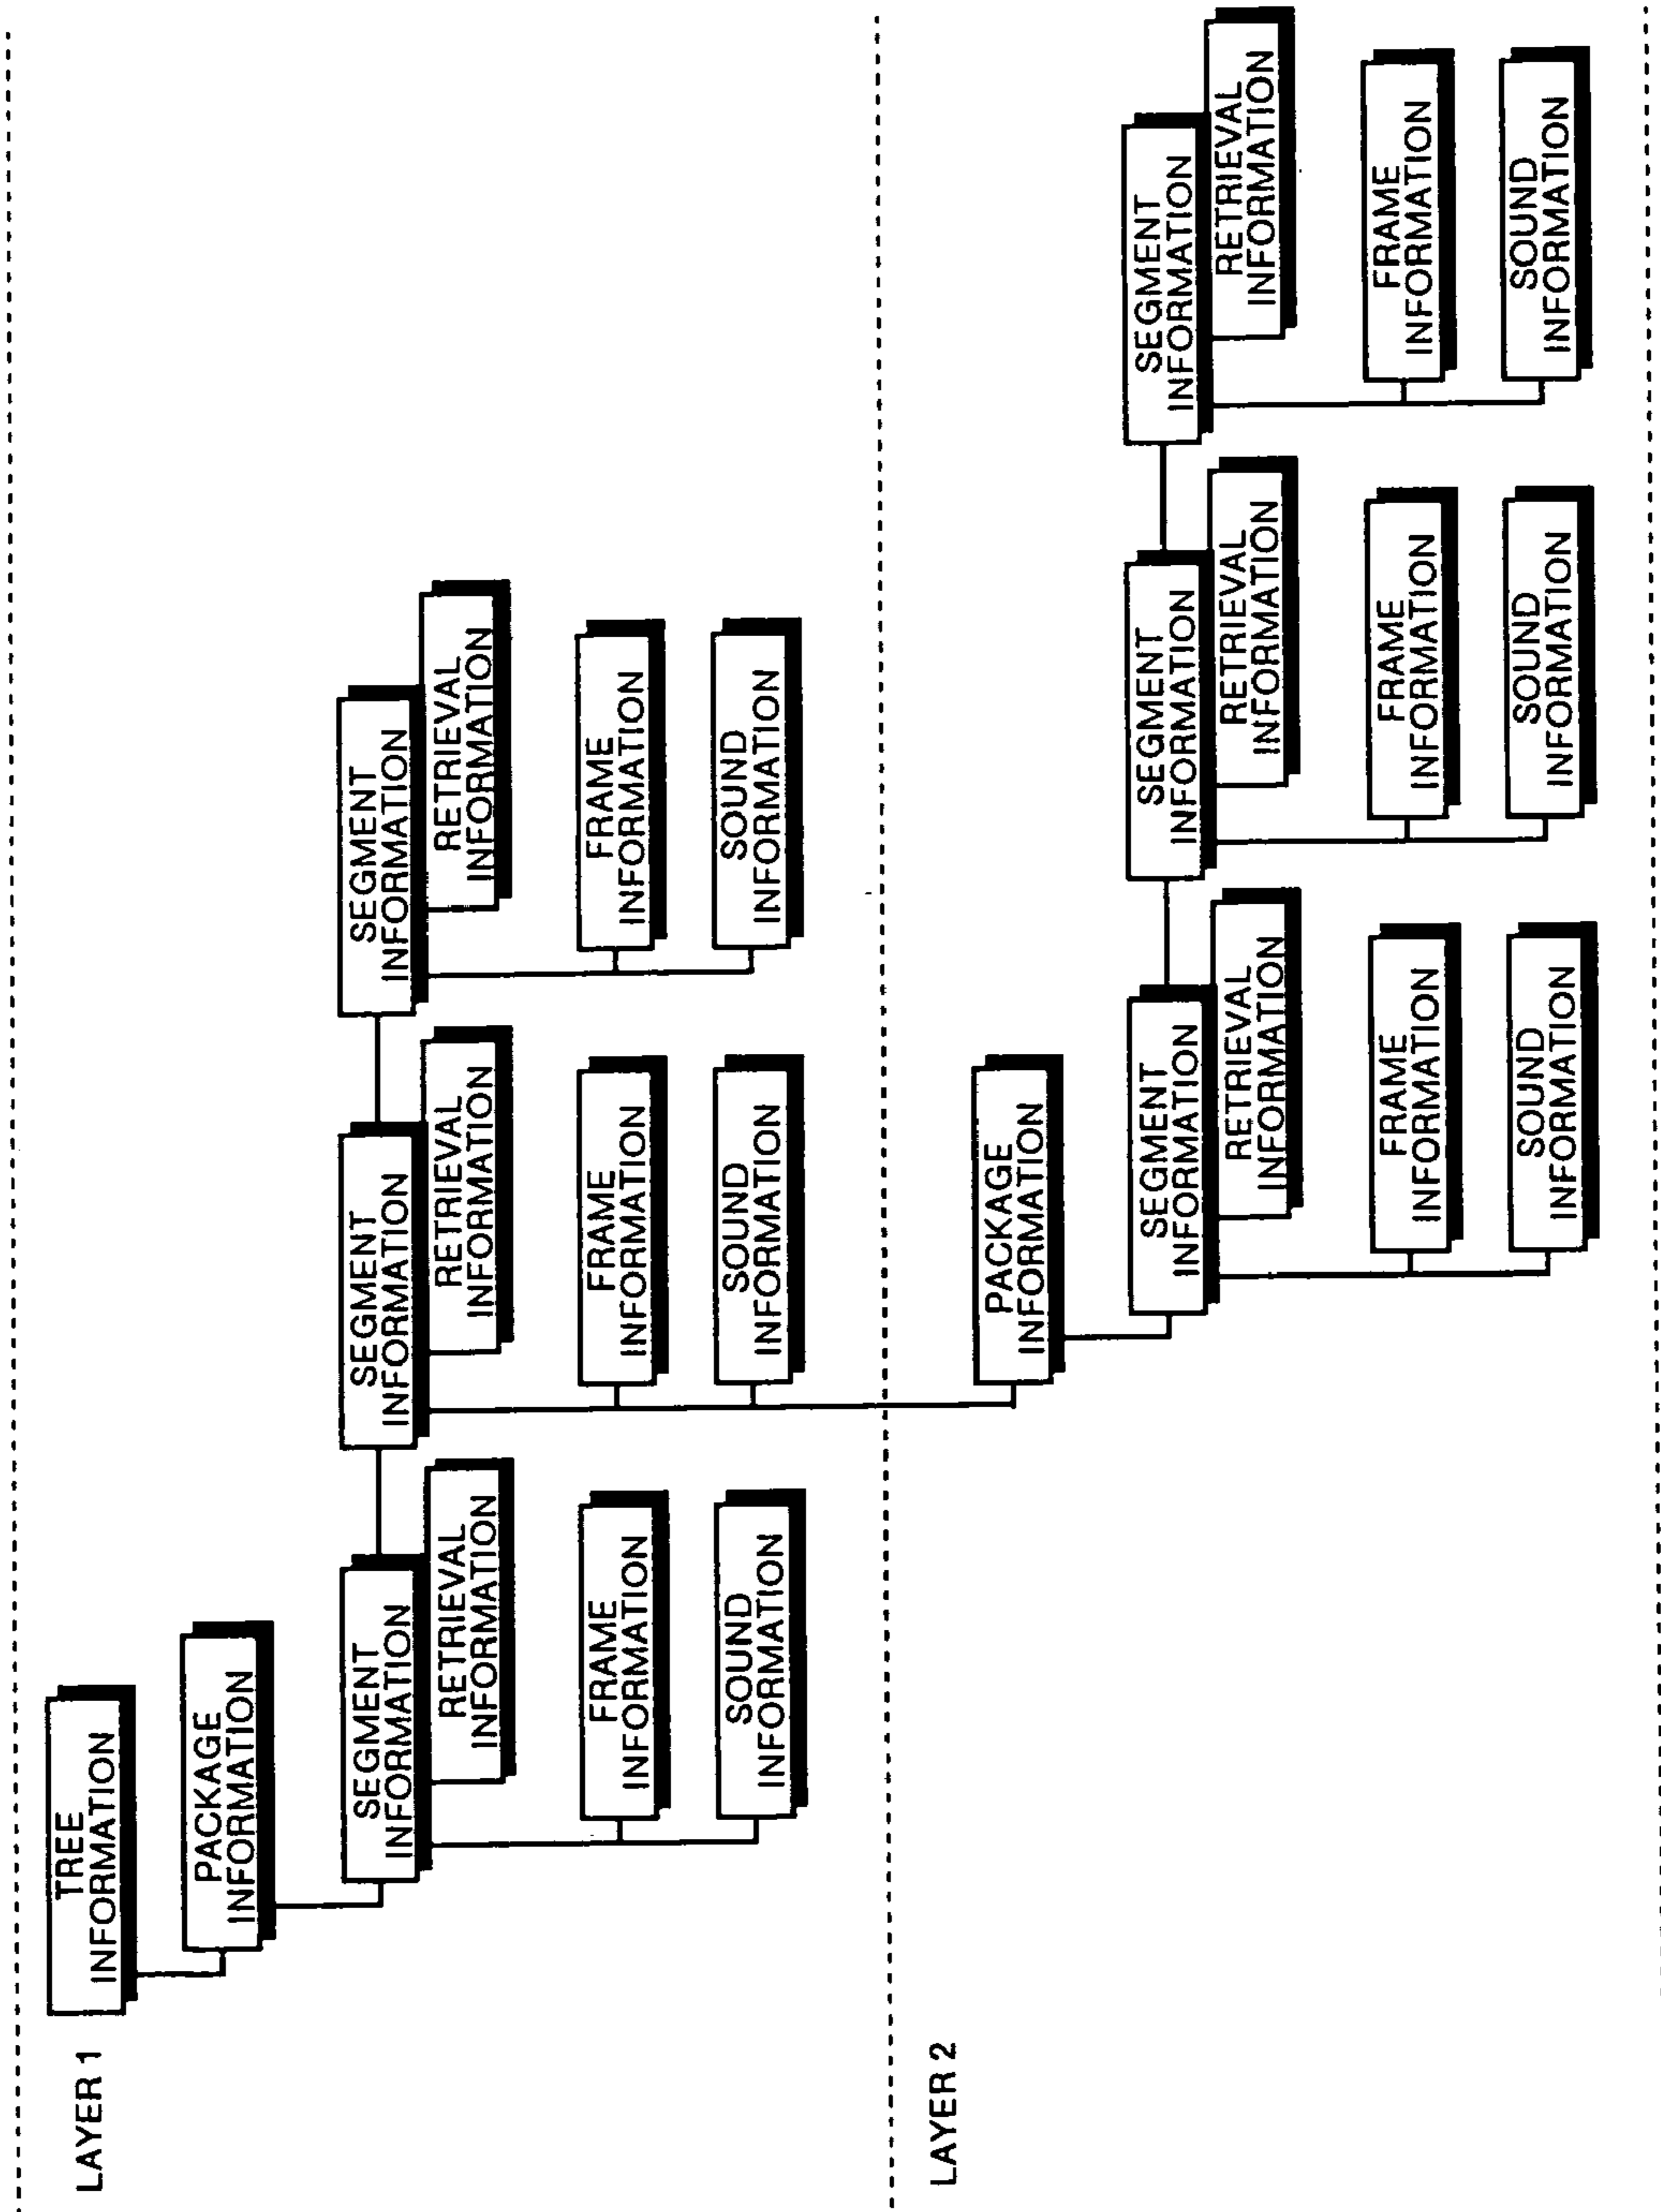 LAYER 1
TREE
INFORMATION
PACKAGE
INFORMATION
SEGMENT
INFORMATION
SEGMENT
INFORMATION
SEGMENT
INFORMATION
RETRIEVAL
INFORMATION
RETRIEVAL
INFORMATION
RETRIEVAL
INFORMATION
FRAME
INFORMATION
FRAME
INFORMATION
FRAME
INFORMATION
SOUND
INFORMATION
SOUND
INFORMATION
SOUND
INFORMATION
LAYER 2
PACKAGE
INFORMATION
SEGMENT
INFORMATION
SEGMENT
INFORMATION
SEGMENT
INFORMATION
RETRIEVAL
INFORMATION
RETRIEVAL
INFORMATION
RETRIEVAL
INFORMATION
FRAME
INFORMATION
FRAME
INFORMATION
FRAME
INFORMATION
SOUND
INFORMATION
SOUND
INFORMATION
SOUND
INFORMATION